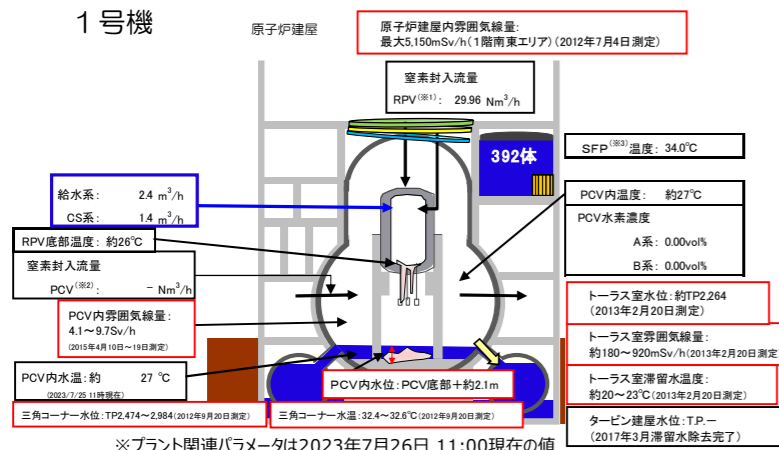 1号機
原子炉建屋
原子炉建屋内雰囲気線量:
最大5,150mSv/h(1階南東エリア)(2012年7月4日測定)
窒素封入流量
RPV(※1): 29.96 Nm3/h
392体
SFP(※3)温度: 34.0℃
給水系: 2.4 m3/h
CS系: 1.4 m3/h
PCV内温度: 約27℃
PCV水素濃度
A系: 0.00vol%
B系: 0.00vol%
RPV底部温度: 約26℃
窒素封入流量
PCV(※2): − Nm3/h
PCV内雰囲気線量:
4.1～9.7Sv/h
(2015年4月10日～19日測定)
トーラス室水位: 約TP2,264
(2013年2月20日測定)
トーラス室雰囲気線量:
約180～920mSv/h(2013年2月20日測定)
PCV内水温: 約 27 ℃
(2023/7/25 11時現在)
PCV内水位: PCV底部+約2.1m
トーラス室滞留水温度:
約20～23℃(2013年2月20日測定)
三角コーナー水位: TP2,474～2,984(2012年9月20日測定)
三角コーナー水温: 32.4～32.6℃(2012年9月20日測定)
タービン建屋水位: T.P.−
(2017年3月滞留水除去完了)
※プラント関連パラメータは2023年7月26日 11:00現在の値